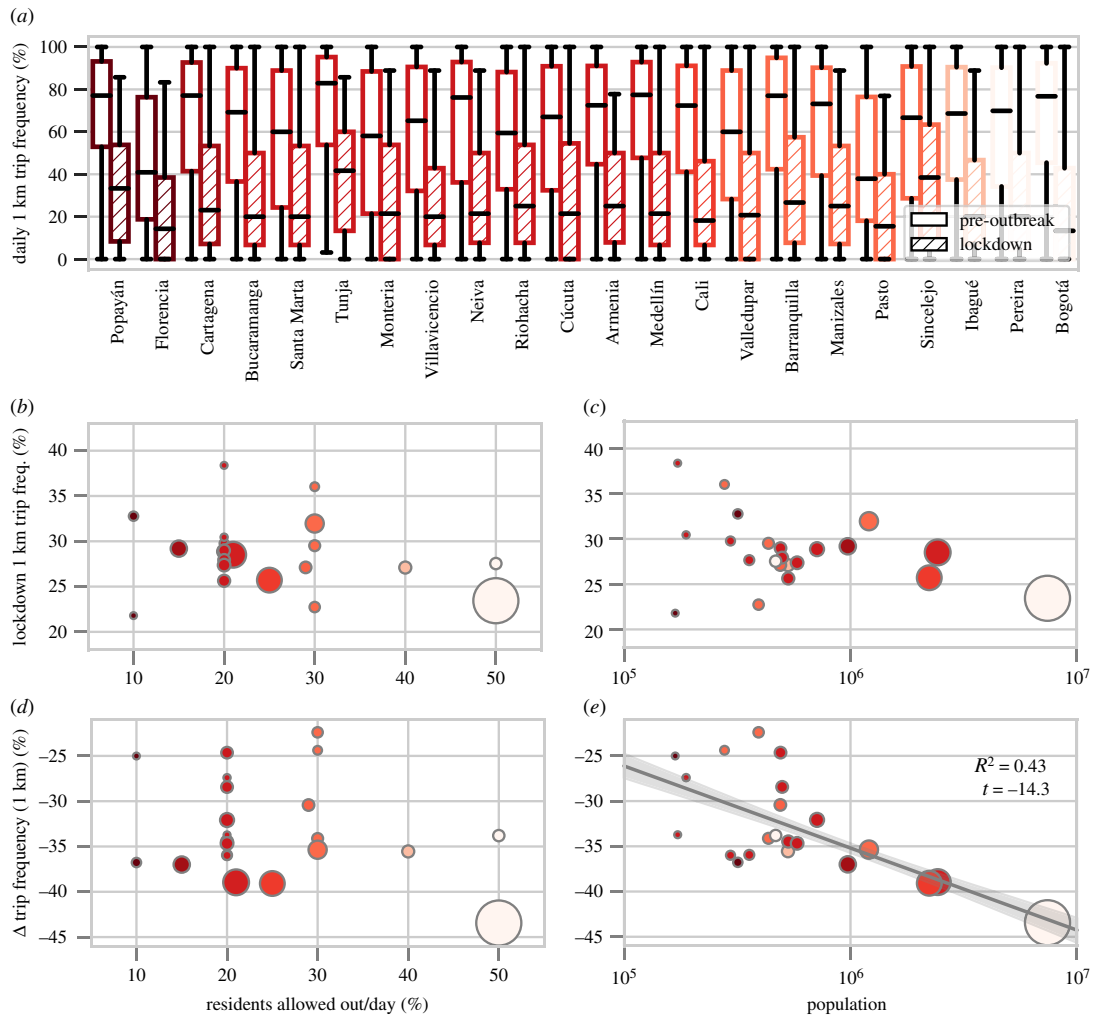 (a)
daily 1 km trip frequency (%)
100
80
60
40
20
0
pre-outbreak
lockdown
Popayán
Florencia
Cartagena
Bucaramanga
Santa Marta
Tunja
Monteria
Villavicencio
Neiva
Riohacha
Cúcuta
Armenia
Medellín
Cali
Valledupar
Barranquilla
Manizales
Pasto
Sincelejo
Ibagué
Pereira
Bogotá
(b)
lockdown 1 km trip freq. (%)
40
35
30
25
20
10 20 30 40 50
(c)
40
35
30
25
20
10^5 10^6 10^7
(d)
Δ trip frequency (1 km) (%)
–25
–30
–35
–40
–45
10 20 30 40 50
residents allowed out/day (%)
(e)
–25
–30
–35
–40
–45
R² = 0.43
t = –14.3
10^5 10^6 10^7
population